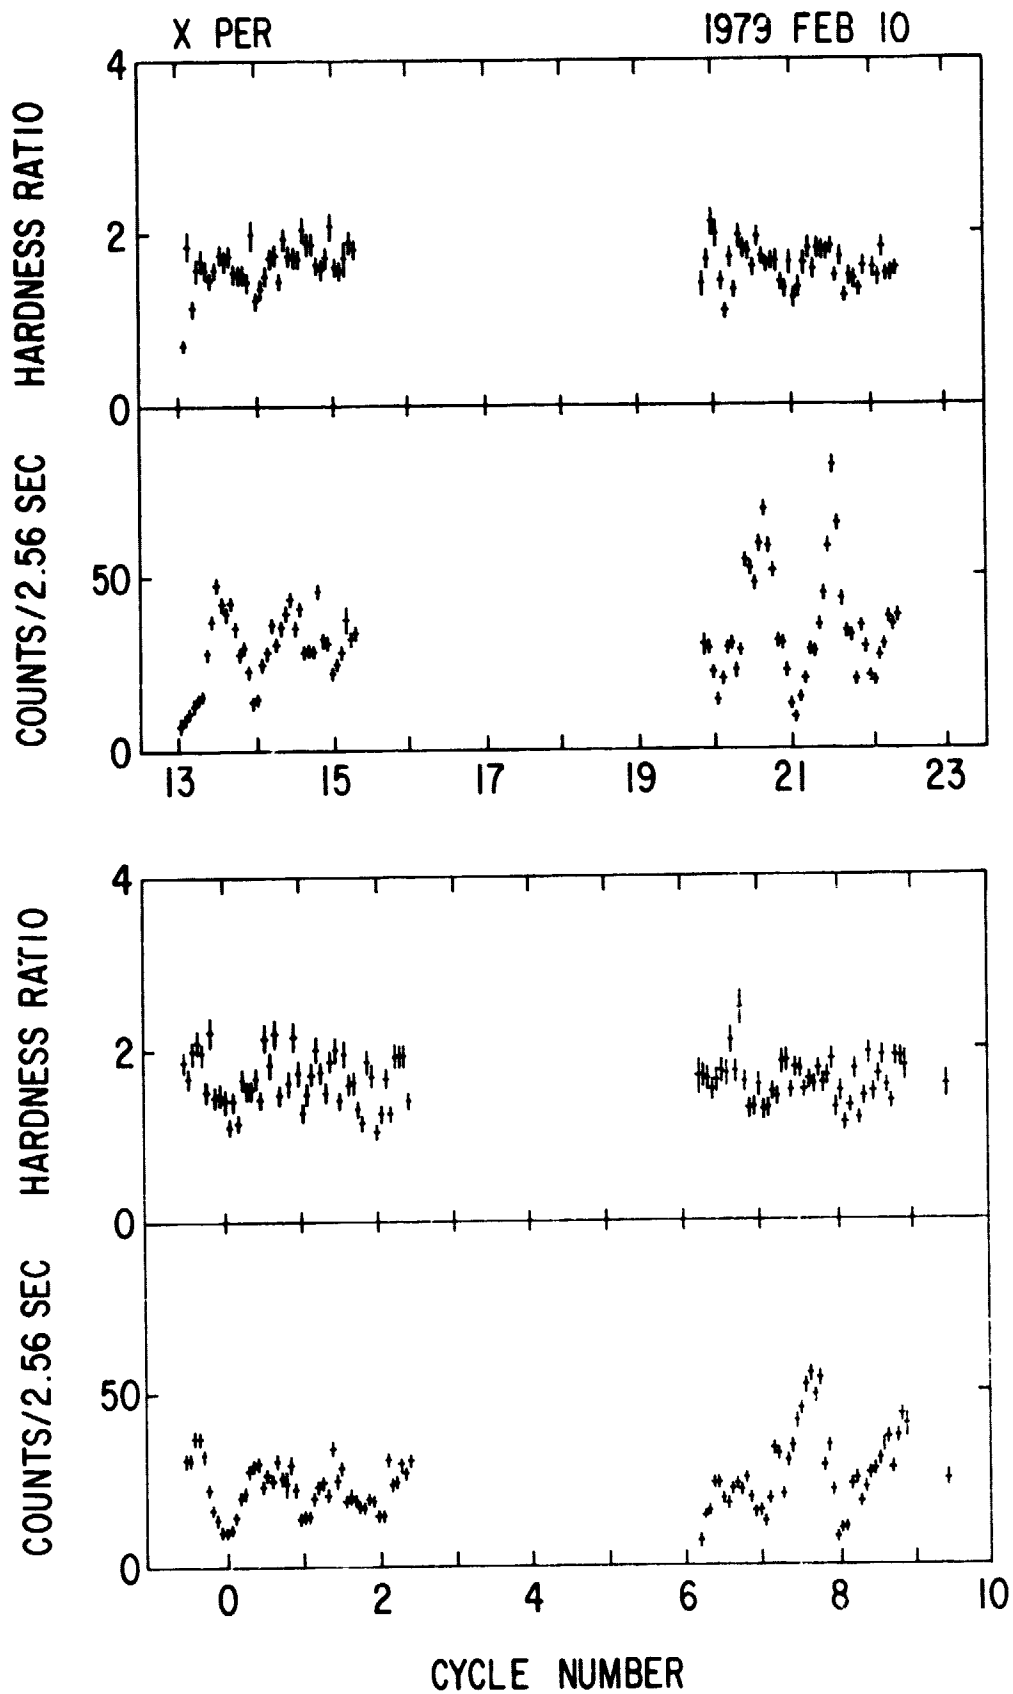 X PER 1979 FEB 10
HARDNESS RATIO
4
2
0
COUNTS/2.56 SEC
50
0
13 15 17 19 21 23
HARDNESS RATIO
4
2
0
COUNTS/2.56 SEC
50
0
0 2 4 6 8 10
CYCLE NUMBER